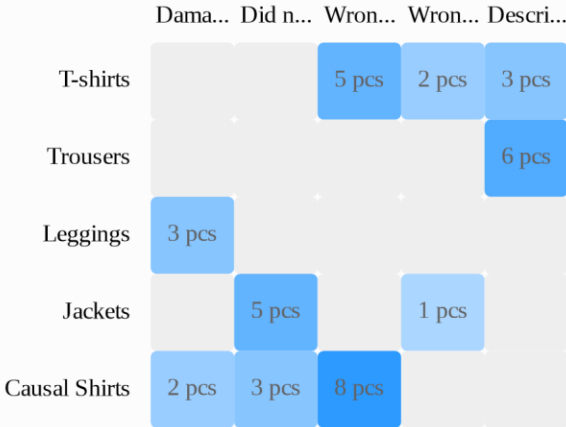 Dama... Did n... Wron... Wron... Descri...
T-shirts 5 pcs 2 pcs 3 pcs
Trousers 6 pcs
Leggings 3 pcs
Jackets 5 pcs 1 pcs
Causal Shirts 2 pcs 3 pcs 8 pcs